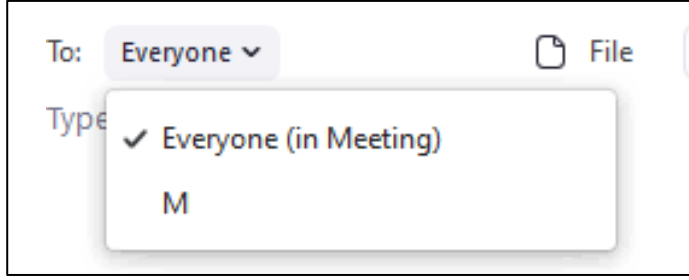 To: Everyone File
Type
Everyone (in Meeting)
M